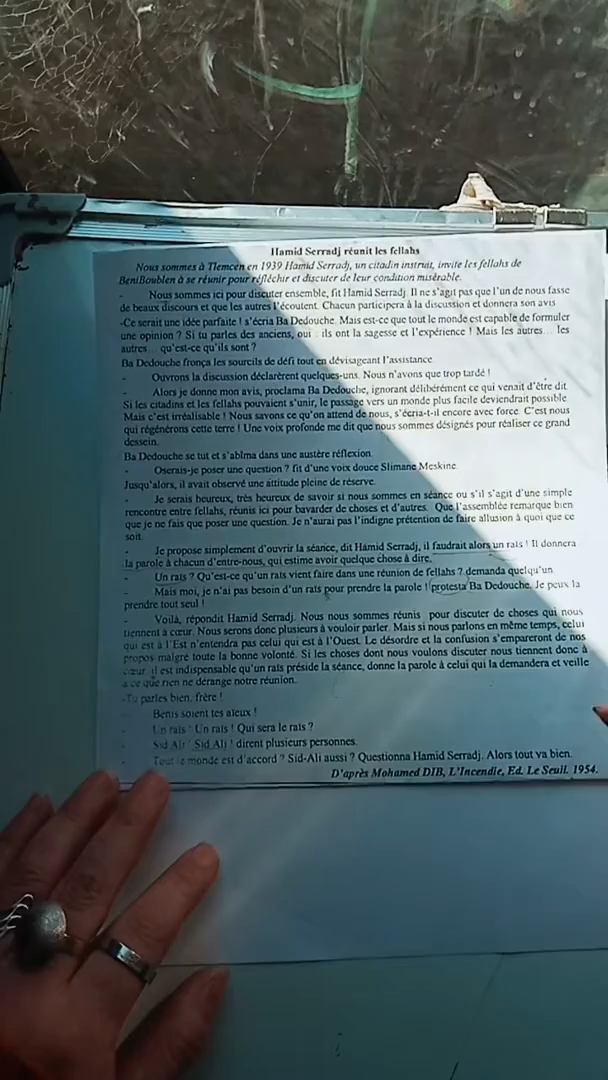 Hamid Serradj réunit les fellahs
Nous sommes à Tlemcen en 1939 Hamid Serradj, un citadin instruit, invite les fellahs de
BeniBoublen à se réunir pour réfléchir et discuter de leur condition misérable.
- Nous sommes ici pour discuter ensemble, fit Hamid Serradj. Il ne s'agit pas que l'un de nous fasse
de beaux discours et que les autres l'écoutent. Chacun participera à la discussion et donnera son avis
-Ce serait une idée parfaite ! s'écria Ba Dedouche. Mais est-ce que tout le monde est capable de formuler
une opinion ? Si tu parles des anciens, oui : ils ont la sagesse et l'expérience ! Mais les autres... les
autres... qu'est-ce qu'ils sont ?
Ba Dedouche fronça les sourcils de défi tout en dévisageant l'assistance.
- Ouvrons la discussion déclarèrent quelques-uns. Nous n'avons que trop tardé !
- Alors je donne mon avis, proclama Ba Dedouche, ignorant délibérément ce qui venait d'être dit.
Si les citadins et les fellahs pouvaient s'unir, le passage vers un monde plus facile deviendrait possible
Mais c'est irréalisable ! Nous savons ce qu'on attend de nous, s'écria-t-il encore avec force. C'est nous
qui régénérons cette terre ! Une voix profonde me dit que nous sommes désignés pour réaliser ce grand
dessein.
Ba Dedouche se tut et s'abîma dans une austère réflexion.
- Oserais-je poser une question ? fit d'une voix douce Slimane Meskine.
Jusqu'alors, il avait observé une attitude pleine de réserve.
- Je serais heureux, très heureux de savoir si nous sommes en séance ou s'il s'agit d'une simple
rencontre entre fellahs, réunis ici pour bavarder de choses et d'autres. Que l'assemblée remarque bien
que je ne fais que poser une question. Je n'aurai pas l'indigne prétention de faire allusion à quoi que ce
soit.
- Je propose simplement d'ouvrir la séance, dit Hamid Serradj, il faudrait alors un raïs ! Il donnera
la parole à chacun d'entre-nous, qui estime avoir quelque chose à dire.
- Un raïs ? Qu'est-ce qu'un raïs vient faire dans une réunion de fellahs ? demanda quelqu'un.
- Mais moi, je n'ai pas besoin d'un raïs pour prendre la parole ! protesta Ba Dedouche. Je peux la
prendre tout seul !
- Voilà, répondit Hamid Serradj. Nous nous sommes réunis pour discuter de choses qui nous
tiennent à cœur. Nous serons donc plusieurs à vouloir parler. Mais si nous parlons en même temps, celui
qui est à l'Est n'entendra pas celui qui est à l'Ouest. Le désordre et la confusion s'empareront de nos
propos malgré toute la bonne volonté. Si les choses dont nous voulons discuter nous tiennent donc à
cœur il est indispensable qu'un raïs préside la séance, donne la parole à celui qui la demandera et veille
à ce que rien ne dérange notre réunion.
-Tu parles bien, frère !
- Bénis soient tes aïeux !
- Un raïs ! Un raïs ! Qui sera le raïs ?
- Sid Ali ! Sid Ali ! dirent plusieurs personnes.
- Tout le monde est d'accord ? Sid-Ali aussi ? Questionna Hamid Serradj. Alors tout va bien.
D'après Mohamed DIB, L'Incendie, Ed. Le Seuil. 1954.